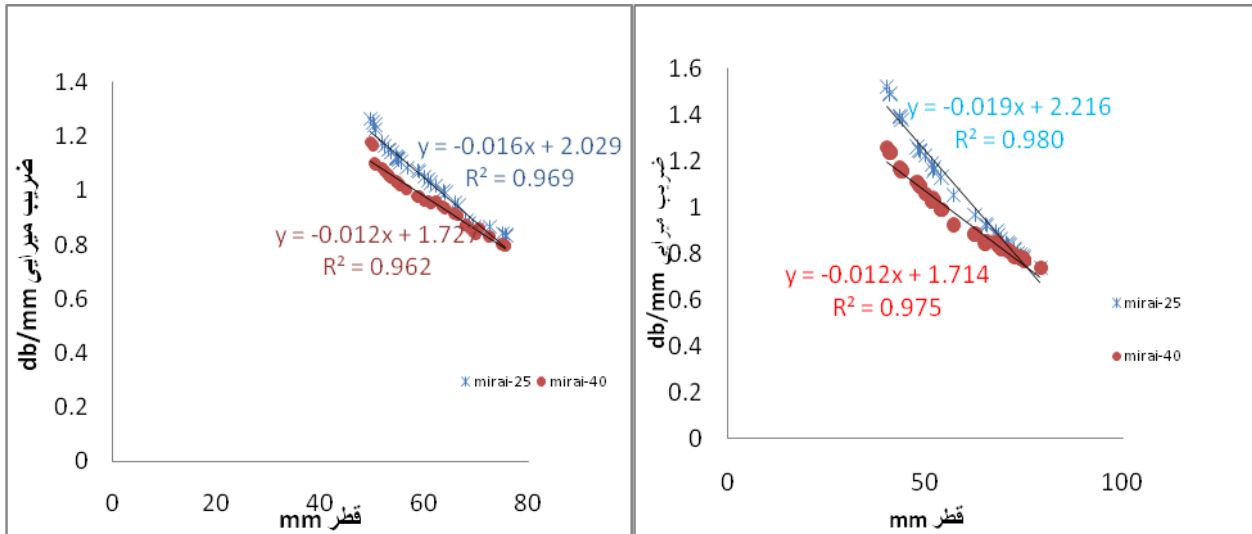 1.4
1.2
1
0.8
0.6
0.4
0.2
0
0
20
40
60
80
ضریب میرایی db/mm
قطر mm
y = -0.016x + 2.029
R² = 0.969
y = -0.012x + 1.727
R² = 0.962
mirai-25
mirai-40
1.6
1.4
1.2
1
0.8
0.6
0.4
0.2
0
0
50
100
ضریب میرایی db/mm
قطر mm
y = -0.019x + 2.216
R² = 0.980
y = -0.012x + 1.714
R² = 0.975
mirai-25
mirai-40